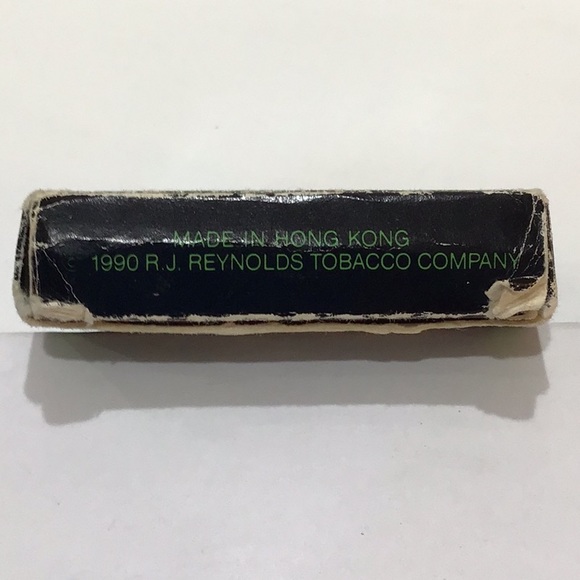 MADE IN HONG KONG
© 1990 R.J. REYNOLDS TOBACCO COMPANY